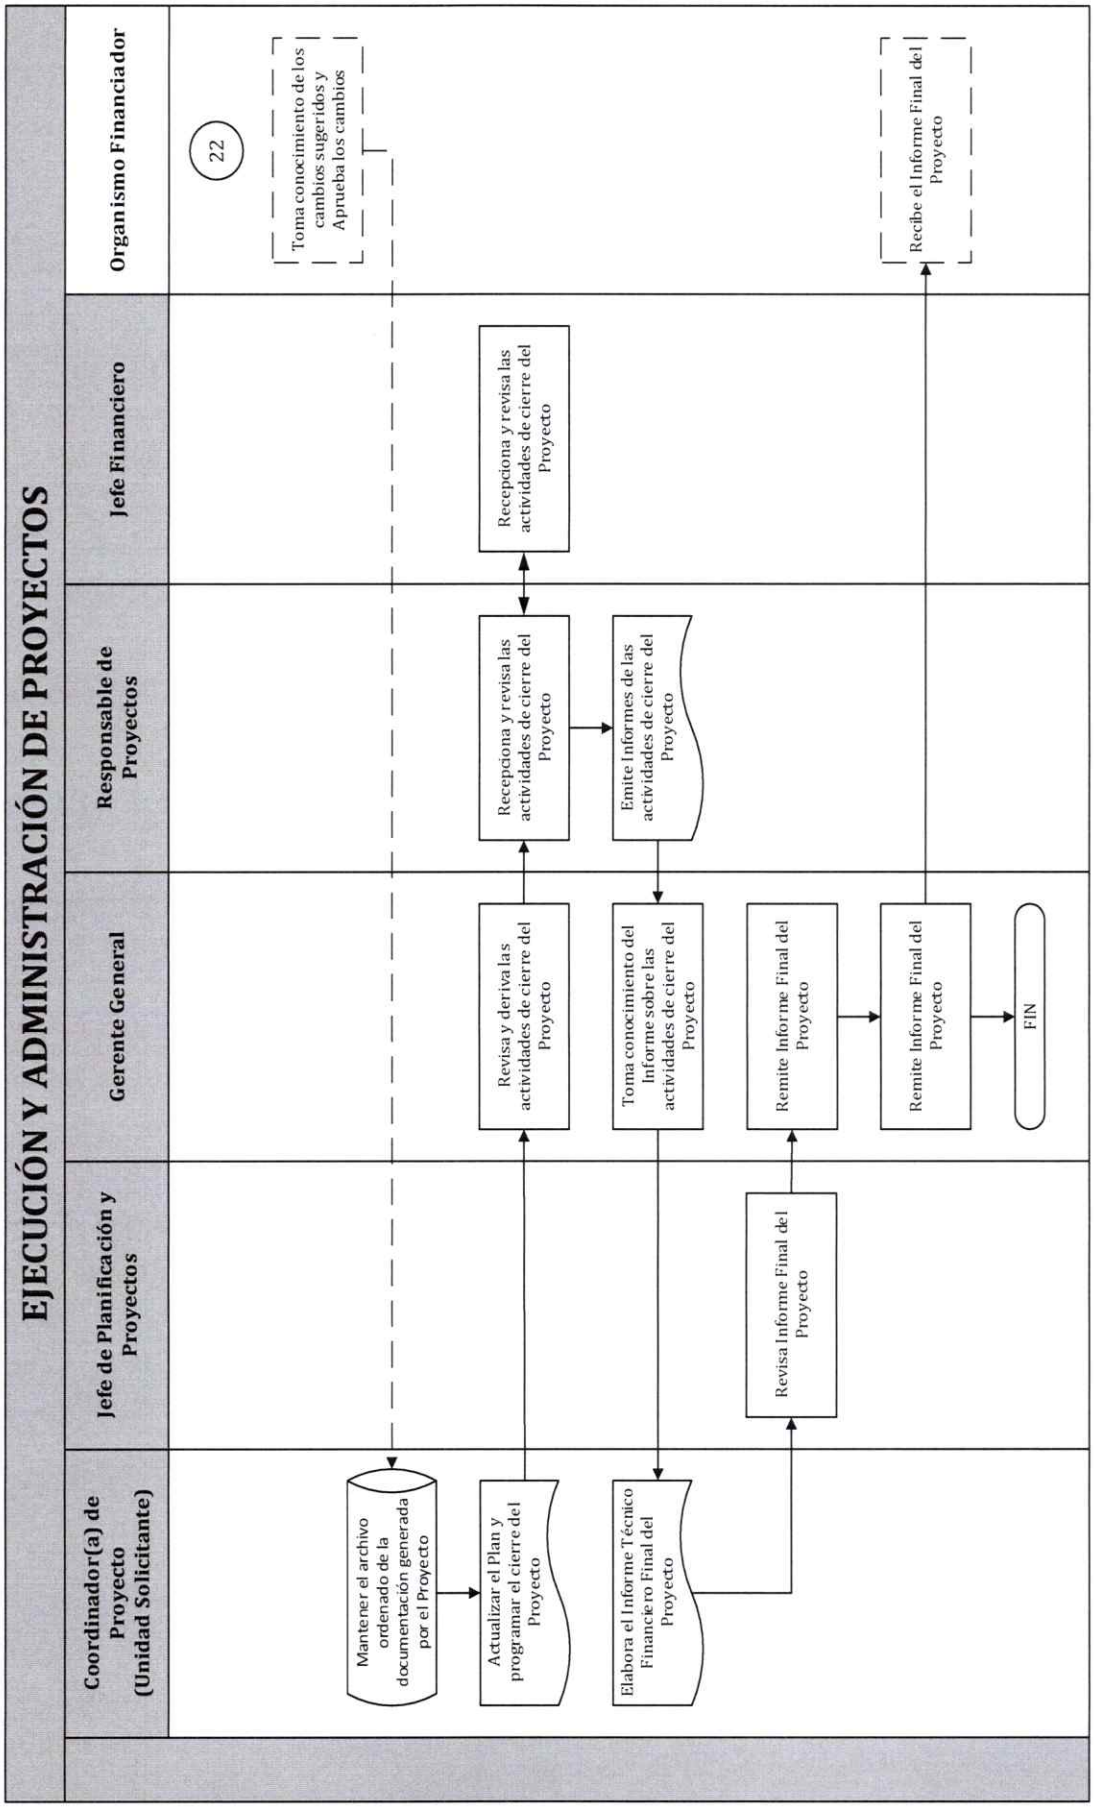 EJECUCIÓN Y ADMINISTRACIÓN DE PROYECTOS
Coordinador(a) de
Proyecto
(Unidad Solicitante)
Jefe de Planificación y
Proyectos
Gerente General
Responsable de
Proyectos
Jefe Financiero
Organismo Financiador
22
Toma conocimiento de los
cambios sugeridos y
Aprueba los cambios
Mantener el archivo
ordenado de la
documentación generada
por el Proyecto
Actualizar el Plan y
programar el cierre del
Proyecto
Revisa y deriva las
actividades de cierre del
Proyecto
Recepciona y revisa las
actividades de cierre del
Proyecto
Recepciona y revisa las
actividades de cierre del
Proyecto
Emite Informes de las
actividades de cierre del
Proyecto
Toma conocimiento del
Informe sobre las
actividades de cierre del
Proyecto
Elabora el Informe Técnico
Financiero Final del
Proyecto
Revisa Informe Final del
Proyecto
Remite Informe Final del
Proyecto
Remite Informe Final del
Proyecto
Recibe el Informe Final del
Proyecto
FIN